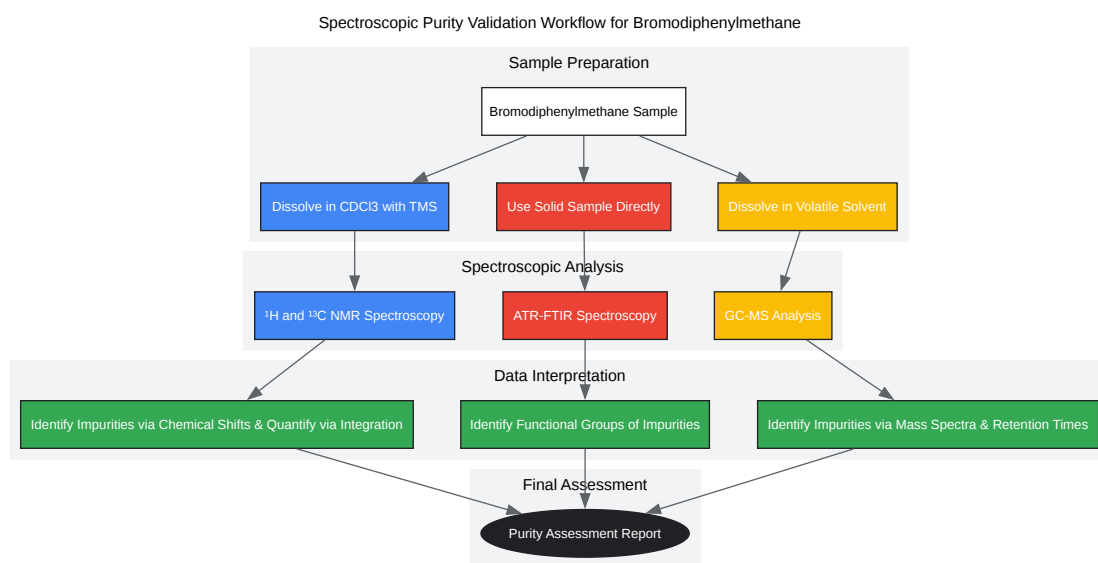 Spectroscopic Purity Validation Workflow for Bromodiphenylmethane
Sample Preparation
Bromodiphenylmethane Sample
Dissolve in CDCl3 with TMS
Use Solid Sample Directly
Dissolve in Volatile Solvent
Spectroscopic Analysis
¹H and ¹³C NMR Spectroscopy
ATR-FTIR Spectroscopy
GC-MS Analysis
Data Interpretation
Identify Impurities via Chemical Shifts & Quantify via Integration
Identify Functional Groups of Impurities
Identify Impurities via Mass Spectra & Retention Times
Final Assessment
Purity Assessment Report